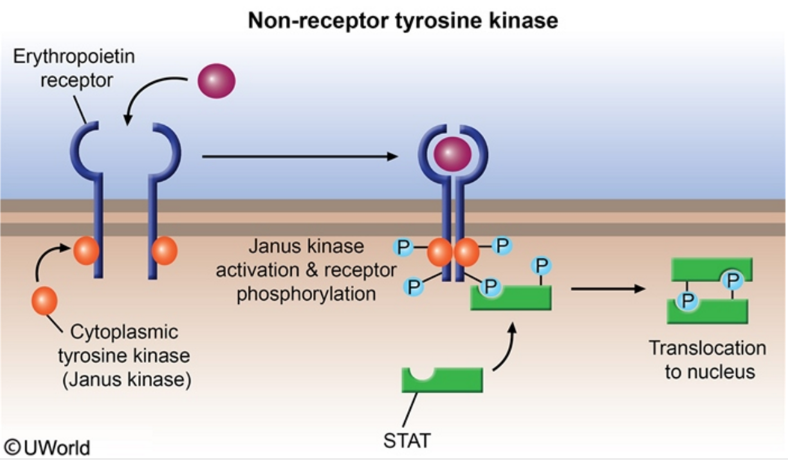 Non-receptor tyrosine kinase
Erythropoietin
receptor
Janus kinase
activation & receptor
phosphorylation
P
P
P
P
P
P
P
Cytoplasmic
tyrosine kinase
(Janus kinase)
Translocation
to nucleus
STAT
©UWorld